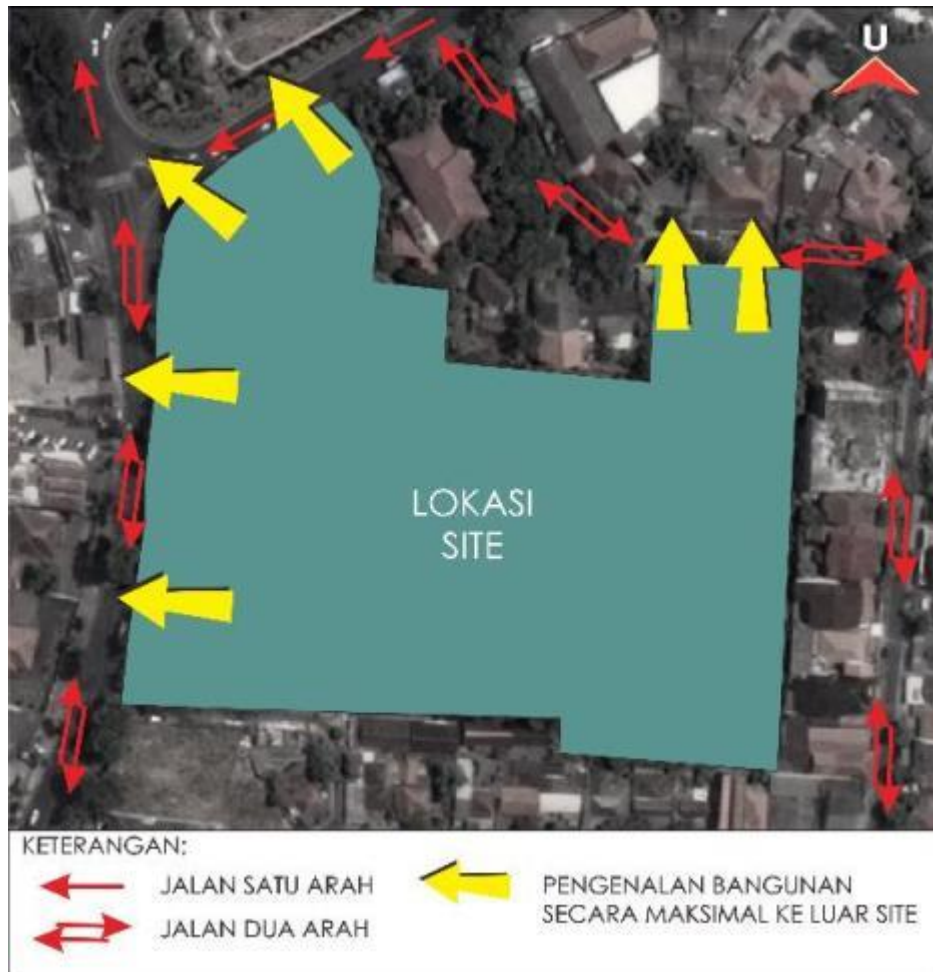 U
LOKASI
SITE
KETERANGAN:
JALAN SATU ARAH
JALAN DUA ARAH
PENGENALAN BANGUNAN
SECARA MAKSIMAL KE LUAR SITE